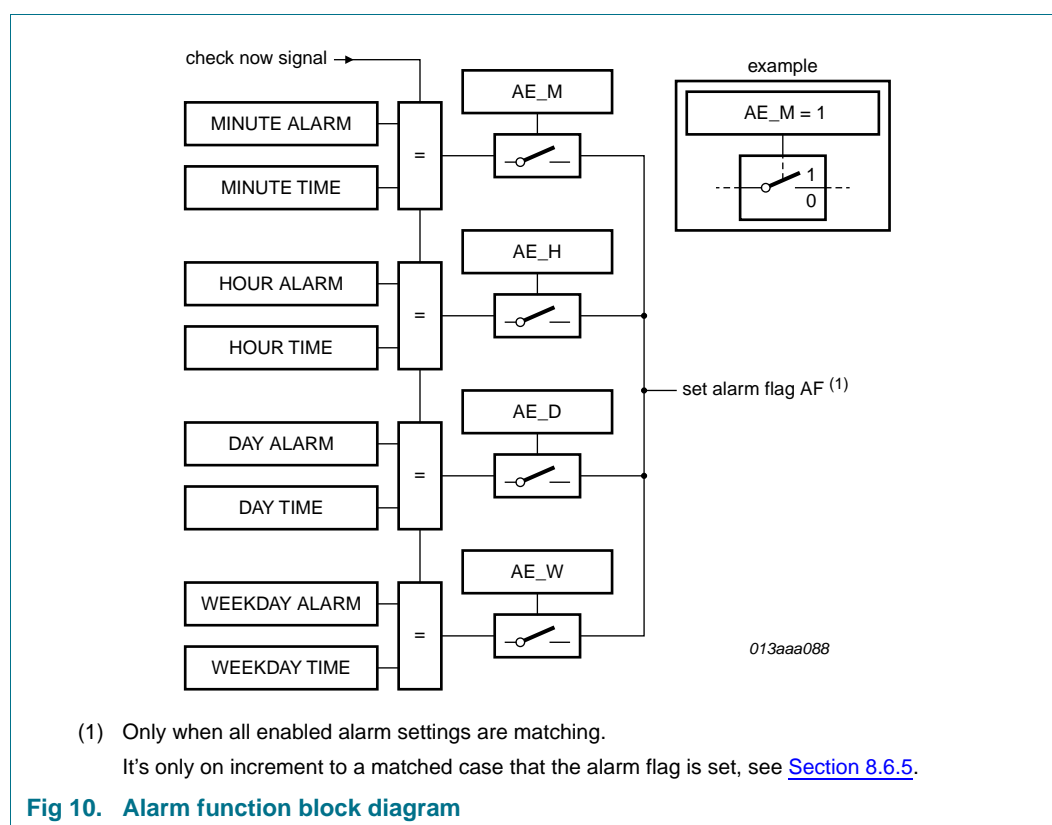 check now signal
example
AE_M
AE_M = 1
MINUTE ALARM
=
MINUTE TIME
1
0
AE_H
HOUR ALARM
=
HOUR TIME
set alarm flag AF (1)
AE_D
DAY ALARM
=
DAY TIME
AE_W
WEEKDAY ALARM
=
WEEKDAY TIME
013aaa088
(1) Only when all enabled alarm settings are matching.
It's only on increment to a matched case that the alarm flag is set, see Section 8.6.5.
Fig 10. Alarm function block diagram